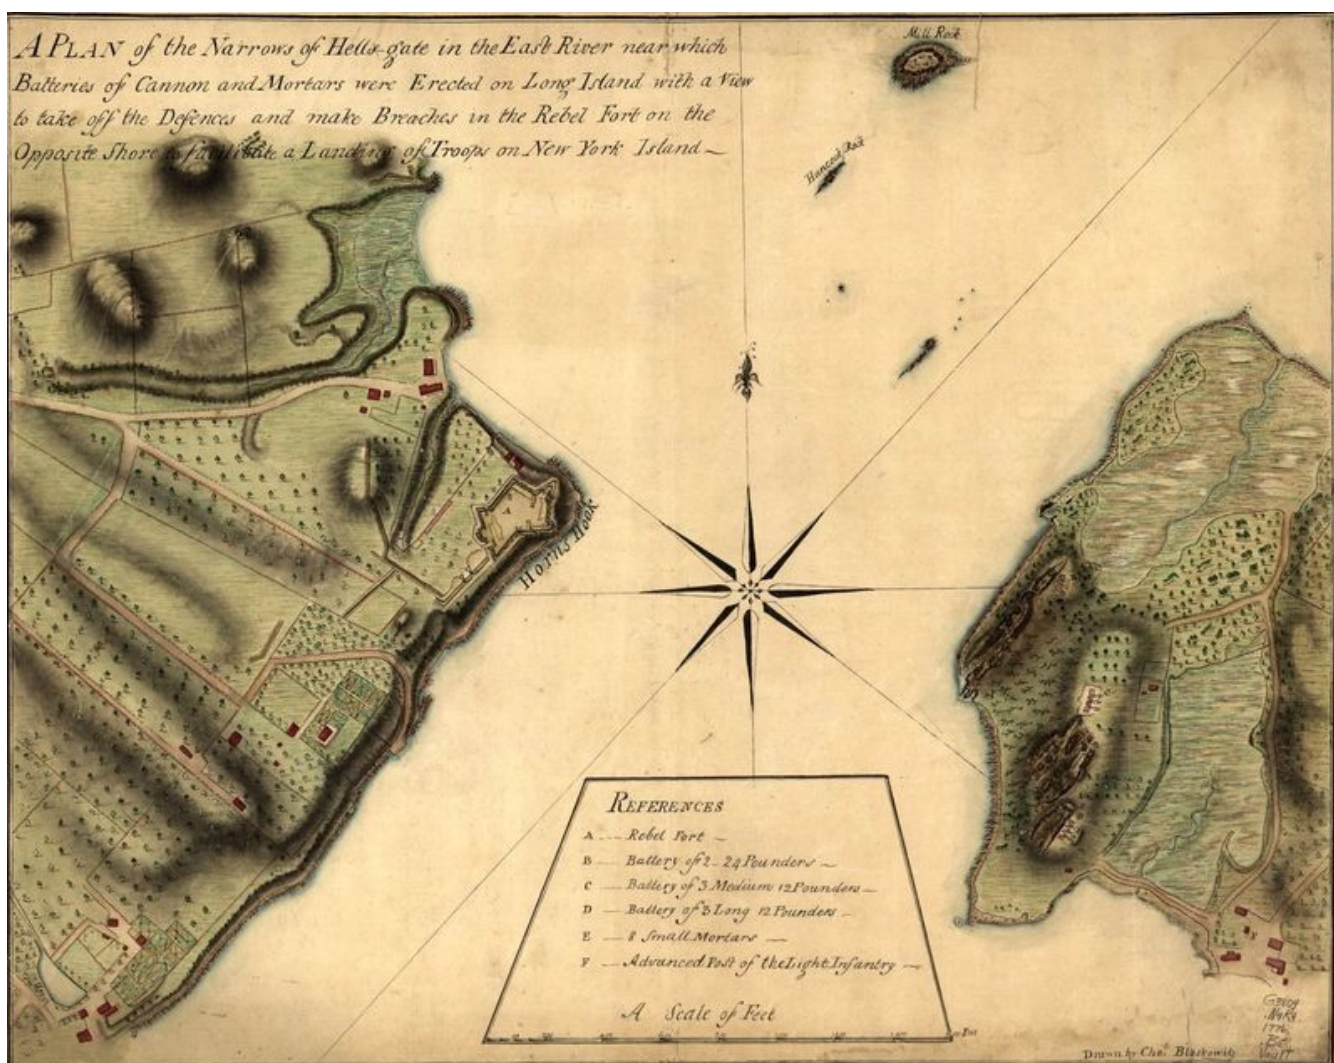 A PLAN of the Narrows of Hells-gate in the East River near which
Batteries of Cannon and Mortars were Erected on Long Island with a View
to take off the Defences and make Breaches in the Rebel Fort on the
Opposite Shore to facilitate a Landing of Troops on New York Island
Mill Rock
Hancock Rock
Horns Hook
A
REFERENCES
A Rebel Fort
B Battery of 2 24 Pounders
C Battery of 3 Medium 12 Pounders
D Battery of 3 Long 12 Pounders
E 8 Small Mortars
F Advanced Post of the Light Infantry
A Scale of Feet
G3804
1776
Drawn by Chas. Blaskowitz